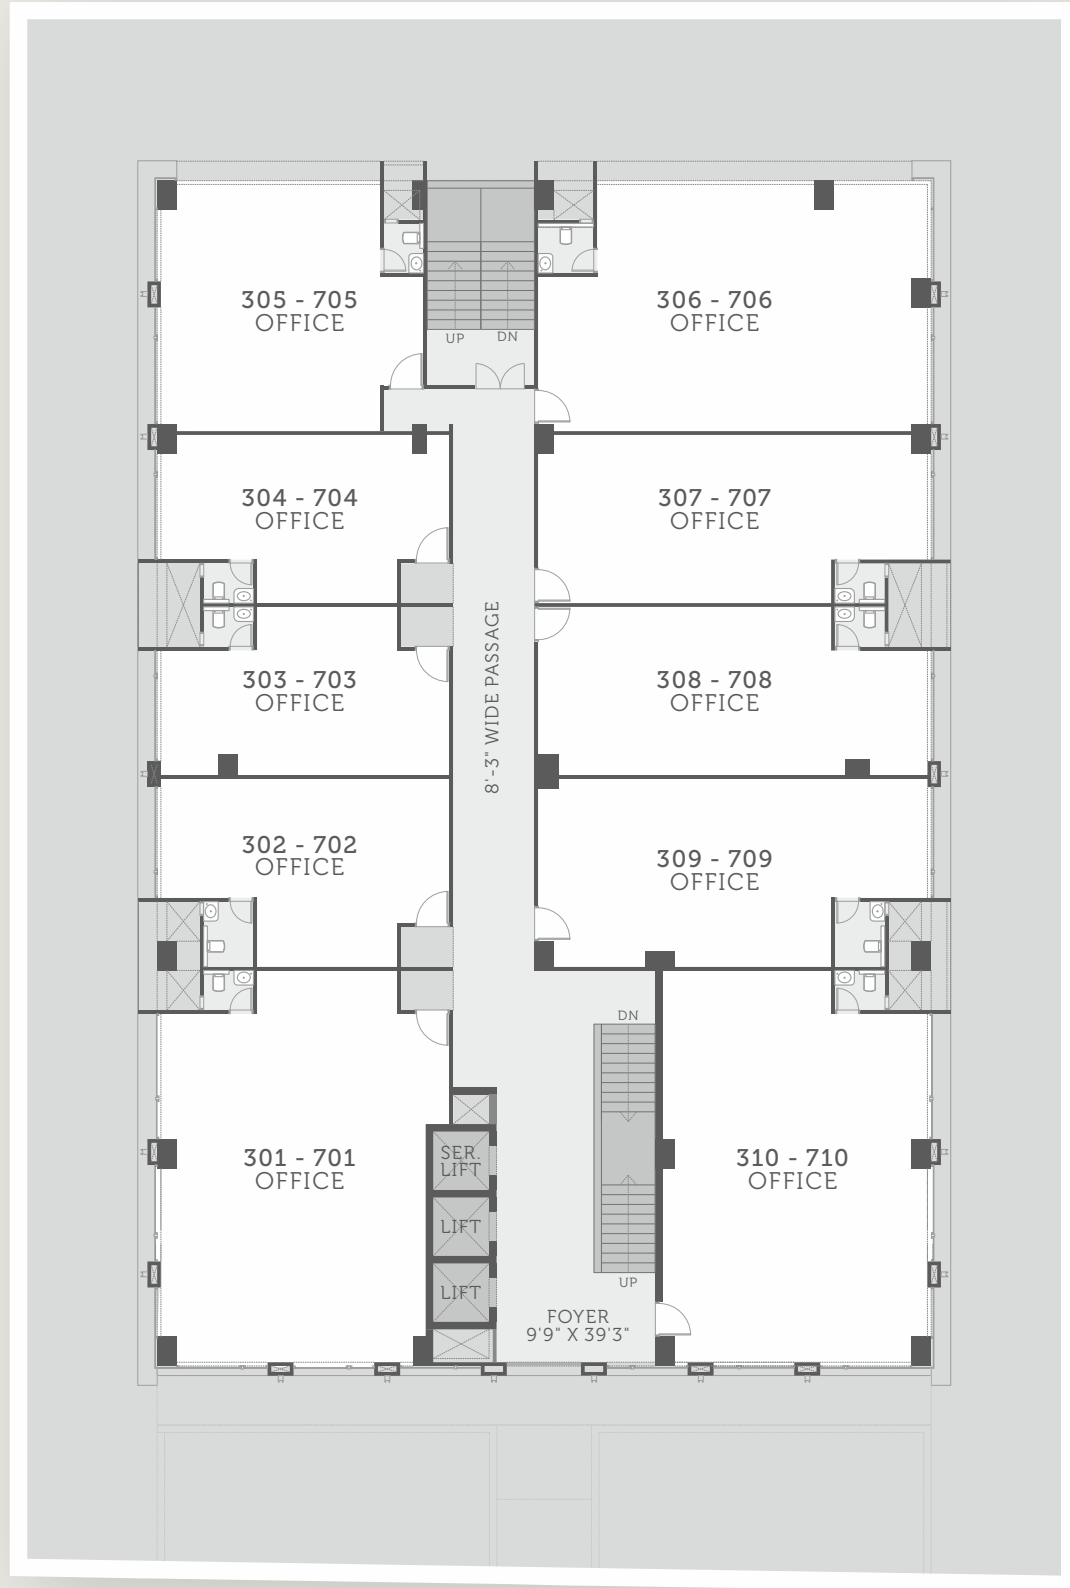 305 - 705
OFFICE
306 - 706
OFFICE
UP
DN
304 - 704
OFFICE
307 - 707
OFFICE
8'-3" WIDE PASSAGE
303 - 703
OFFICE
308 - 708
OFFICE
302 - 702
OFFICE
309 - 709
OFFICE
DN
301 - 701
OFFICE
SER.
LIFT
310 - 710
OFFICE
LIFT
LIFT
UP
FOYER
9'9" X 39'3"